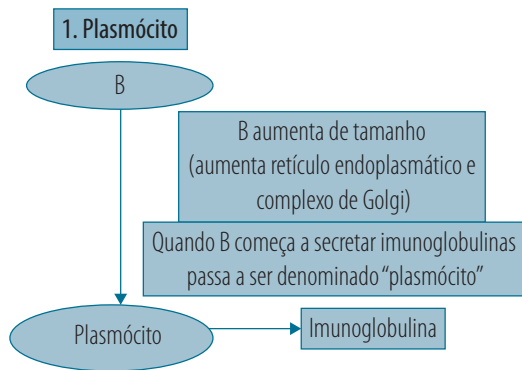 1. Plasmócito
B
B aumenta de tamanho
(aumenta retículo endoplasmático e
complexo de Golgi)
Quando B começa a secretar imunoglobulinas
passa a ser denominado “plasmócito”
Plasmócito
Imunoglobulina